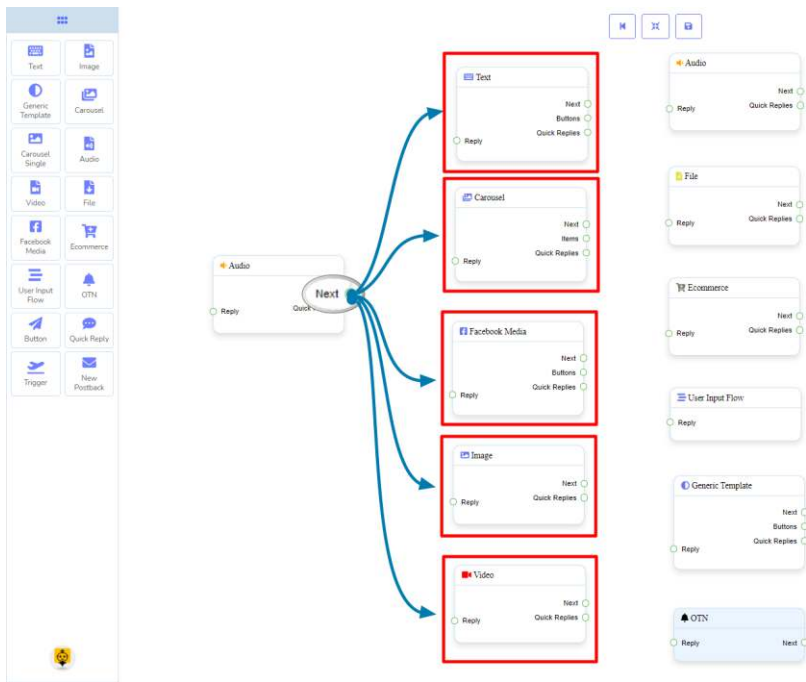 Text
Image
Generic
Template
Carousel
Carousel
Single
Audio
Video
File
Facebook
Media
Ecommerce
User Input
Flow
OTN
Button
Quick Reply
Trigger
New
Postback
Audio
Next
Reply
Quick
Text
Next
Buttons
Quick Replies
Reply
Carousel
Next
Items
Quick Replies
Reply
Facebook Media
Next
Buttons
Quick Replies
Reply
Image
Next
Quick Replies
Reply
Video
Next
Quick Replies
Reply
Audio
Next
Quick Replies
Reply
File
Next
Quick Replies
Reply
Ecommerce
Next
Quick Replies
Reply
User Input Flow
Reply
Generic Template
Next
Buttons
Quick Replies
Reply
OTN
Reply Next